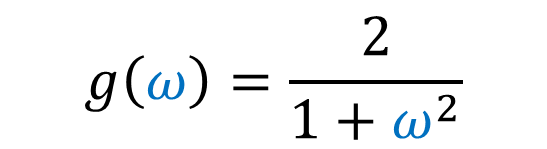 g(ω) = 2 / (1 + ω²)